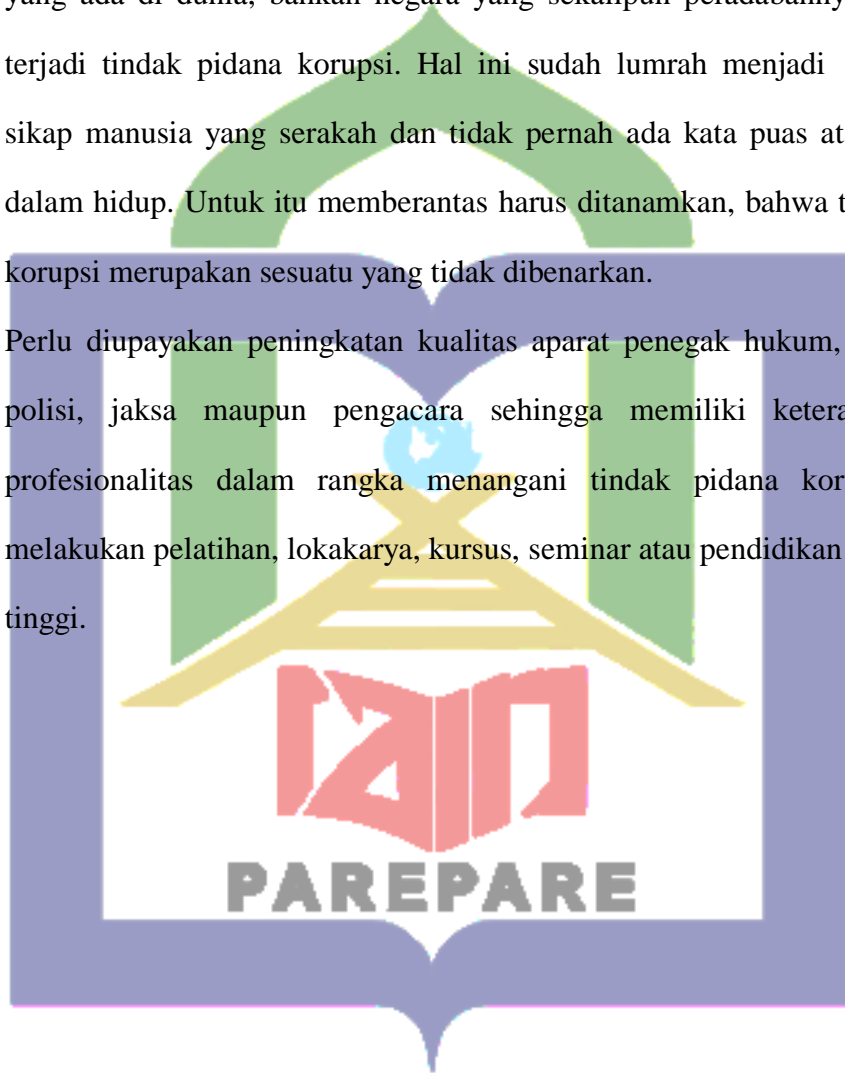 yang ada di dunia, bahkan negara yang sekalipun peradabanny
terjadi tindak pidana korupsi. Hal ini sudah lumrah menjadi
sikap manusia yang serakah dan tidak pernah ada kata puas at
dalam hidup. Untuk itu memberantas harus ditanamkan, bahwa t
korupsi merupakan sesuatu yang tidak dibenarkan.
Perlu diupayakan peningkatan kualitas aparat penegak hukum,
polisi, jaksa maupun pengacara sehingga memiliki ketera
profesionalitas dalam rangka menangani tindak pidana kor
melakukan pelatihan, lokakarya, kursus, seminar atau pendidikan
tinggi.
iain
PAREPARE